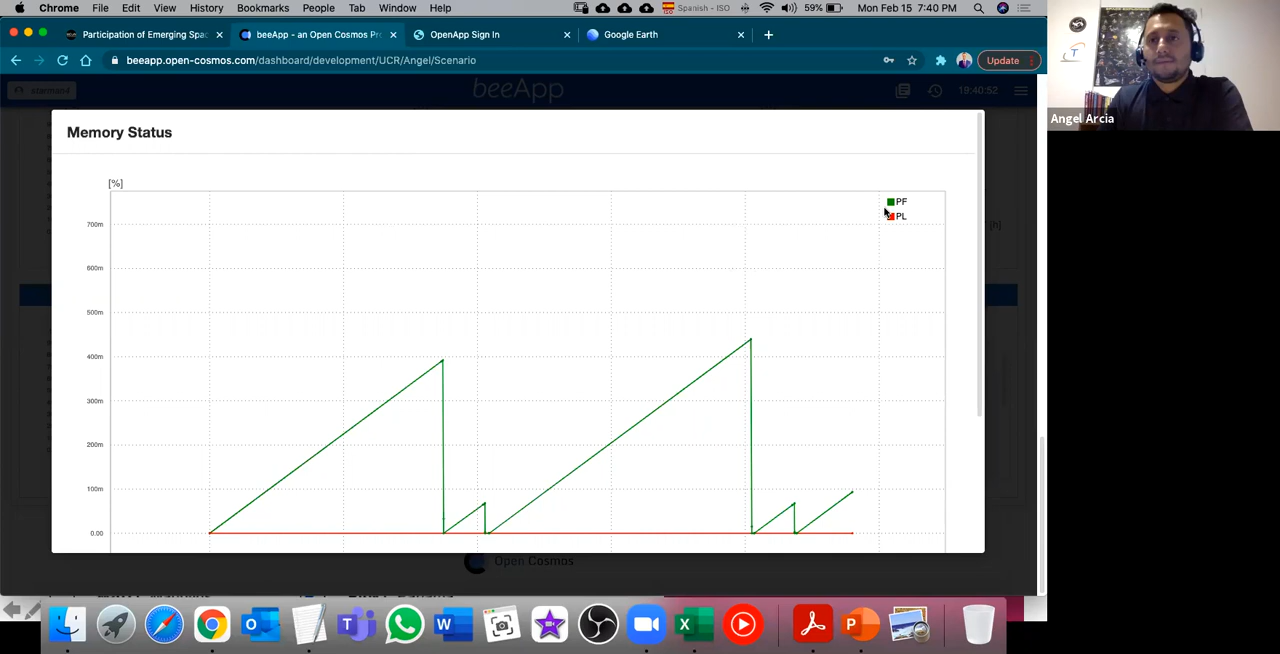 Chrome File Edit View History Bookmarks People Tab Window Help Spanish - ISO 59% Mon Feb 15 7:40 PM
Participation of Emerging Spac beeApp - an Open Cosmos Pr OpenApp Sign In Google Earth
beeapp.open-cosmos.com/dashboard/development/UCR/Angel/Scenario Update
beeApp 19:40:52
Angel Arcia
Memory Status
[%]
PF
PL
[h]
700m
600m
500m
400m
300m
200m
100m
0.00
Open Cosmos